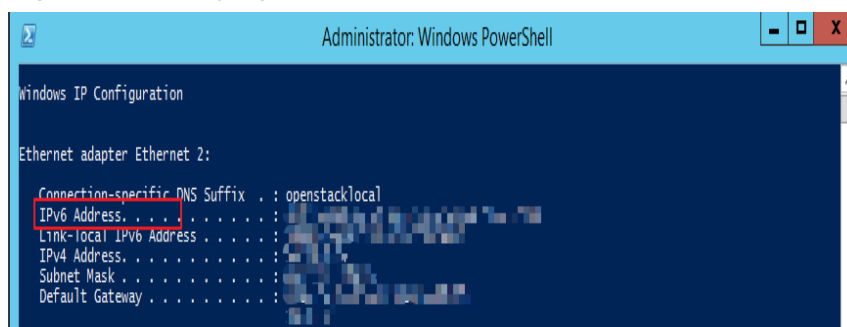 Administrator: Windows PowerShell
Windows IP Configuration
Ethernet adapter Ethernet 2:
Connection-specific DNS Suffix . : openstacklocal
IPv6 Address. . . . . . . . . . . :
Link-local IPv6 Address . . . . . :
IPv4 Address. . . . . . . . . . . :
Subnet Mask . . . . . . . . . . . :
Default Gateway . . . . . . . . . :